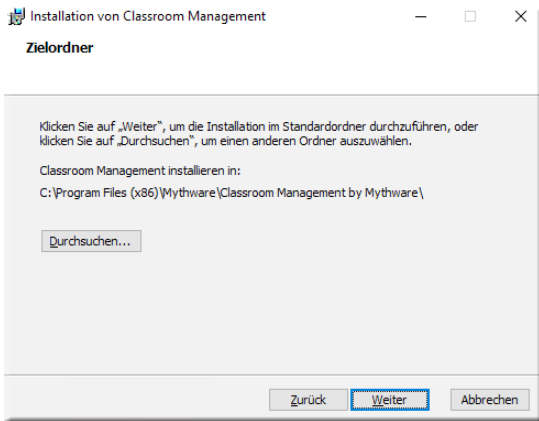 Installation von Classroom Management
Zielordner
Klicken Sie auf „Weiter“, um die Installation im Standardordner durchzuführen, oder
klicken Sie auf „Durchsuchen“, um einen anderen Ordner auszuwählen.
Classroom Management installieren in:
C:\Program Files (x86)\Mythware\Classroom Management by Mythware\
Durchsuchen...
Zurück Weiter Abbrechen